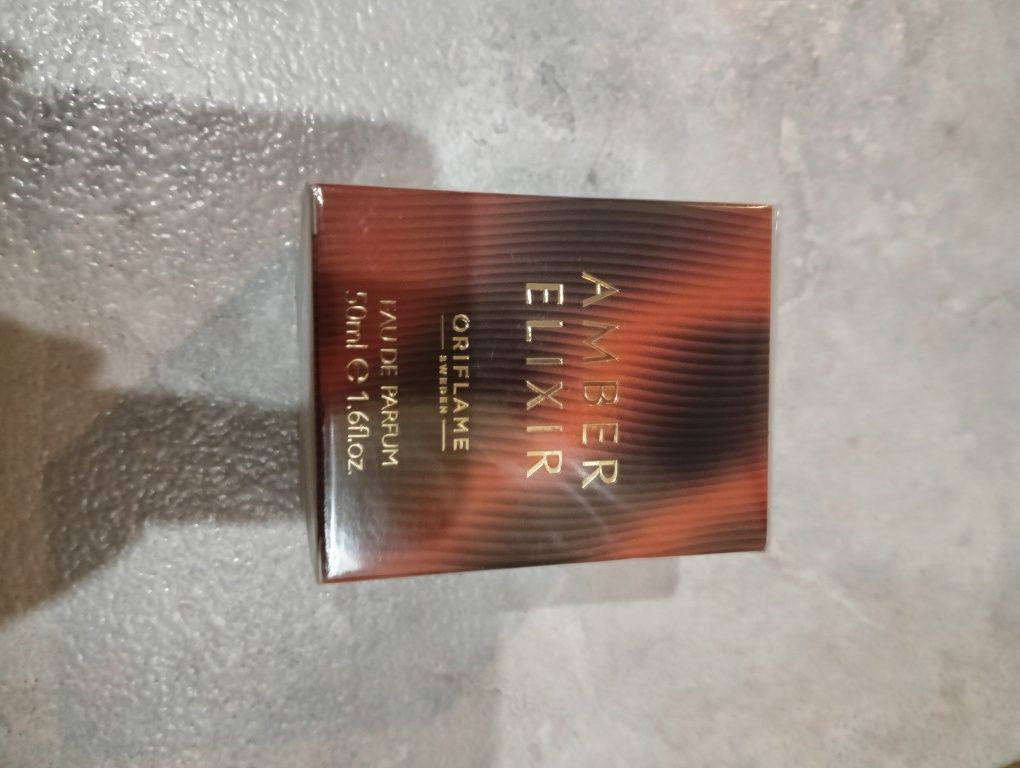 AMBER
ELIXIR
ORIFLAME
SWEDEN
EAU DE PARFUM
50ml ℮ 1.6fl.oz.